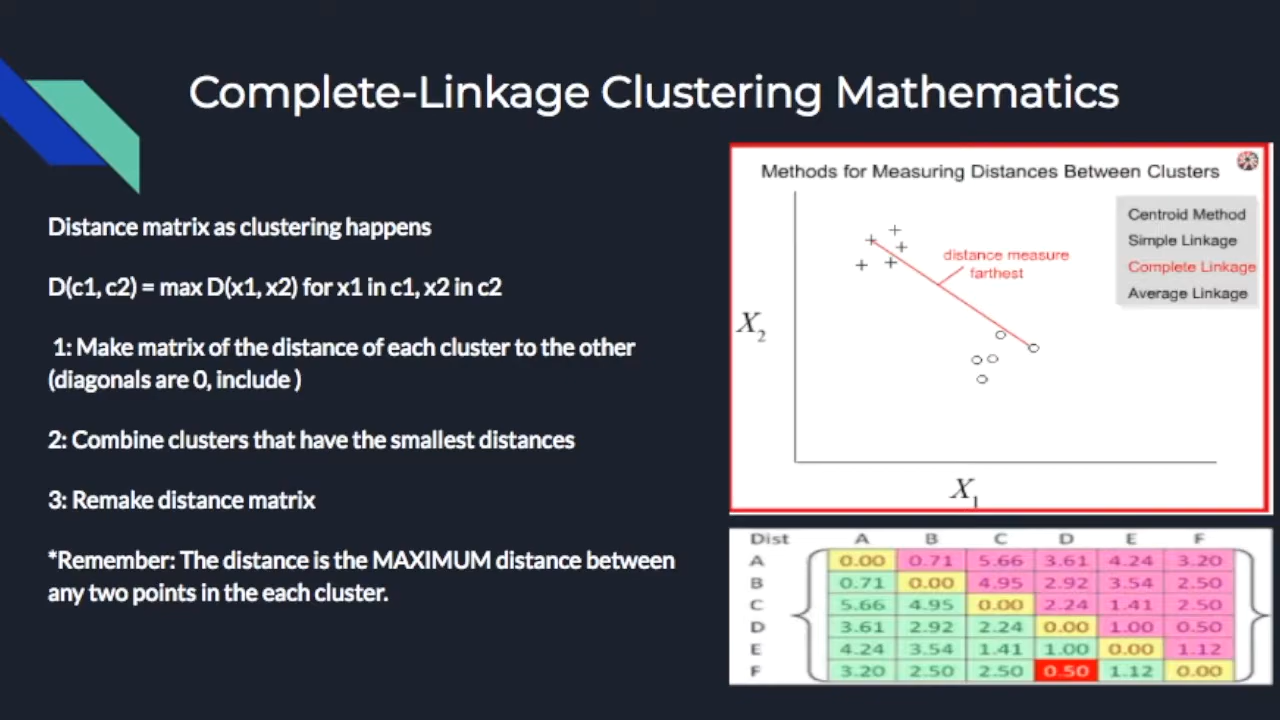 Complete-Linkage Clustering Mathematics
Distance matrix as clustering happens
D(c1, c2) = max D(x1, x2) for x1 in c1, x2 in c2
1: Make matrix of the distance of each cluster to the other
(diagonals are 0, include )
2: Combine clusters that have the smallest distances
3: Remake distance matrix
*Remember: The distance is the MAXIMUM distance between
any two points in the each cluster.
Methods for Measuring Distances Between Clusters
Centroid Method
Simple Linkage
Complete Linkage
Average Linkage
distance measure
farthest
X2
X1
Dist A B C D E F
A 0.00 0.71 5.66 3.61 4.24 3.20
B 0.71 0.00 4.95 2.92 3.54 2.50
C 5.66 4.95 0.00 2.24 1.41 2.50
D 3.61 2.92 2.24 0.00 1.00 0.50
E 4.24 3.54 1.41 1.00 0.00 1.12
F 3.20 2.50 2.50 0.50 1.12 0.00